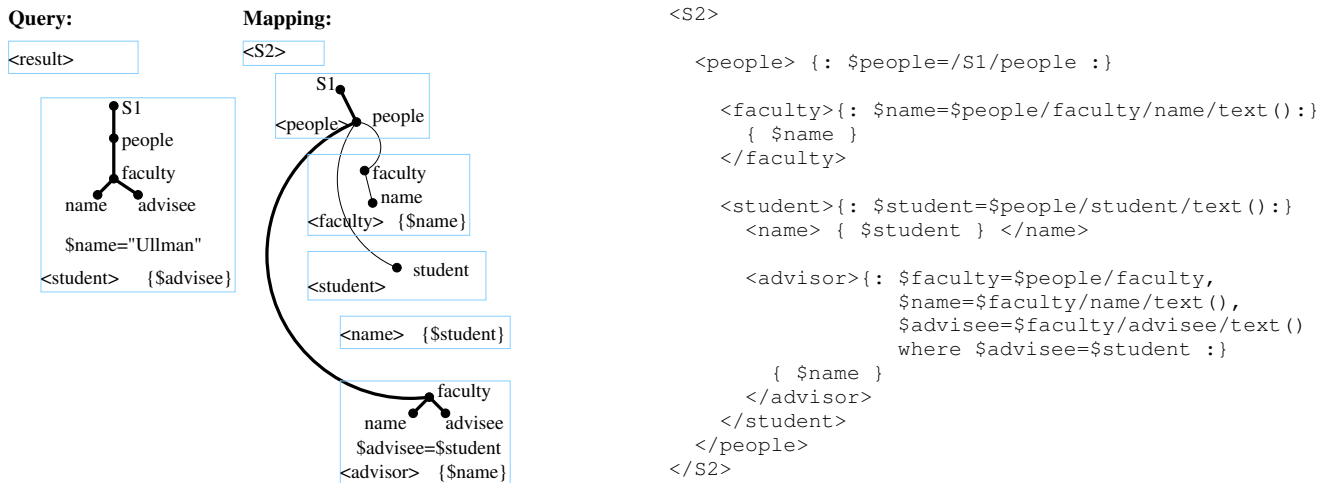 Query:
<result>
S1
people
faculty
name advisee
$name="Ullman"
<student> {$advisee}
Mapping:
<S2>
S1
<people> people
faculty
name
<faculty> {$name}
student
<student>
<name> {$student}
faculty
name advisee
$advisee=$student
<advisor> {$name}
<S2>
<people> {: $people=/S1/people :}
<faculty>{: $name=$people/faculty/name/text():}
{ $name }
</faculty>
<student>{: $student=$people/student/text():}
<name> { $student } </name>
<advisor>{: $faculty=$people/faculty,
$name=$faculty/name/text(),
$advisee=$faculty/advisee/text()
where $advisee=$student :}
{ $name }
</advisor>
</student>
</people>
</S2>